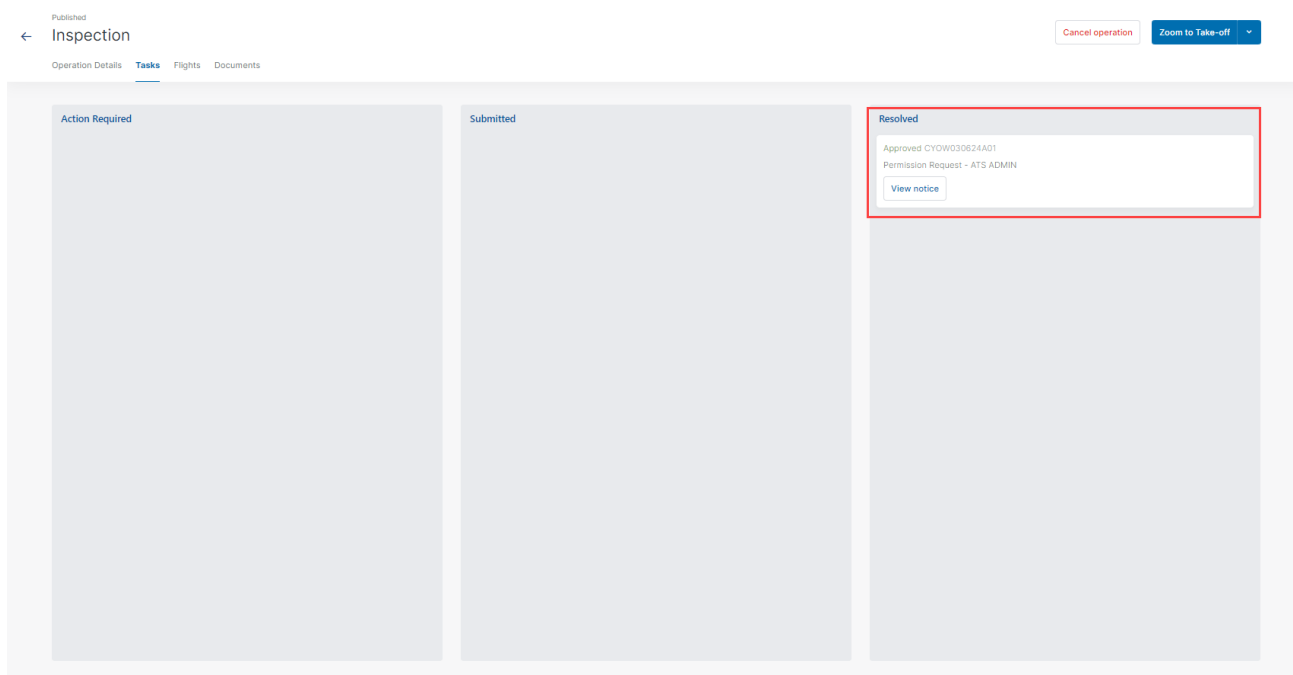 Published
← Inspection
Cancel operation
Zoom to Take-off
Operation Details Tasks Flights Documents
Action Required
Submitted
Resolved
Approved CYOW030624A01
Permission Request - ATS ADMIN
View notice